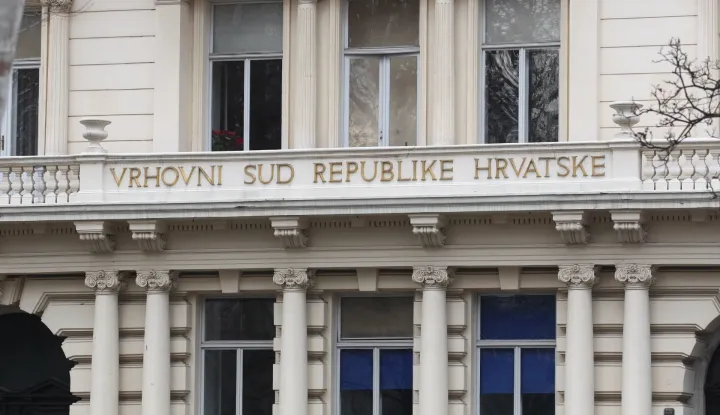 VRHOVNI SUD REPUBLIKE HRVATSKE